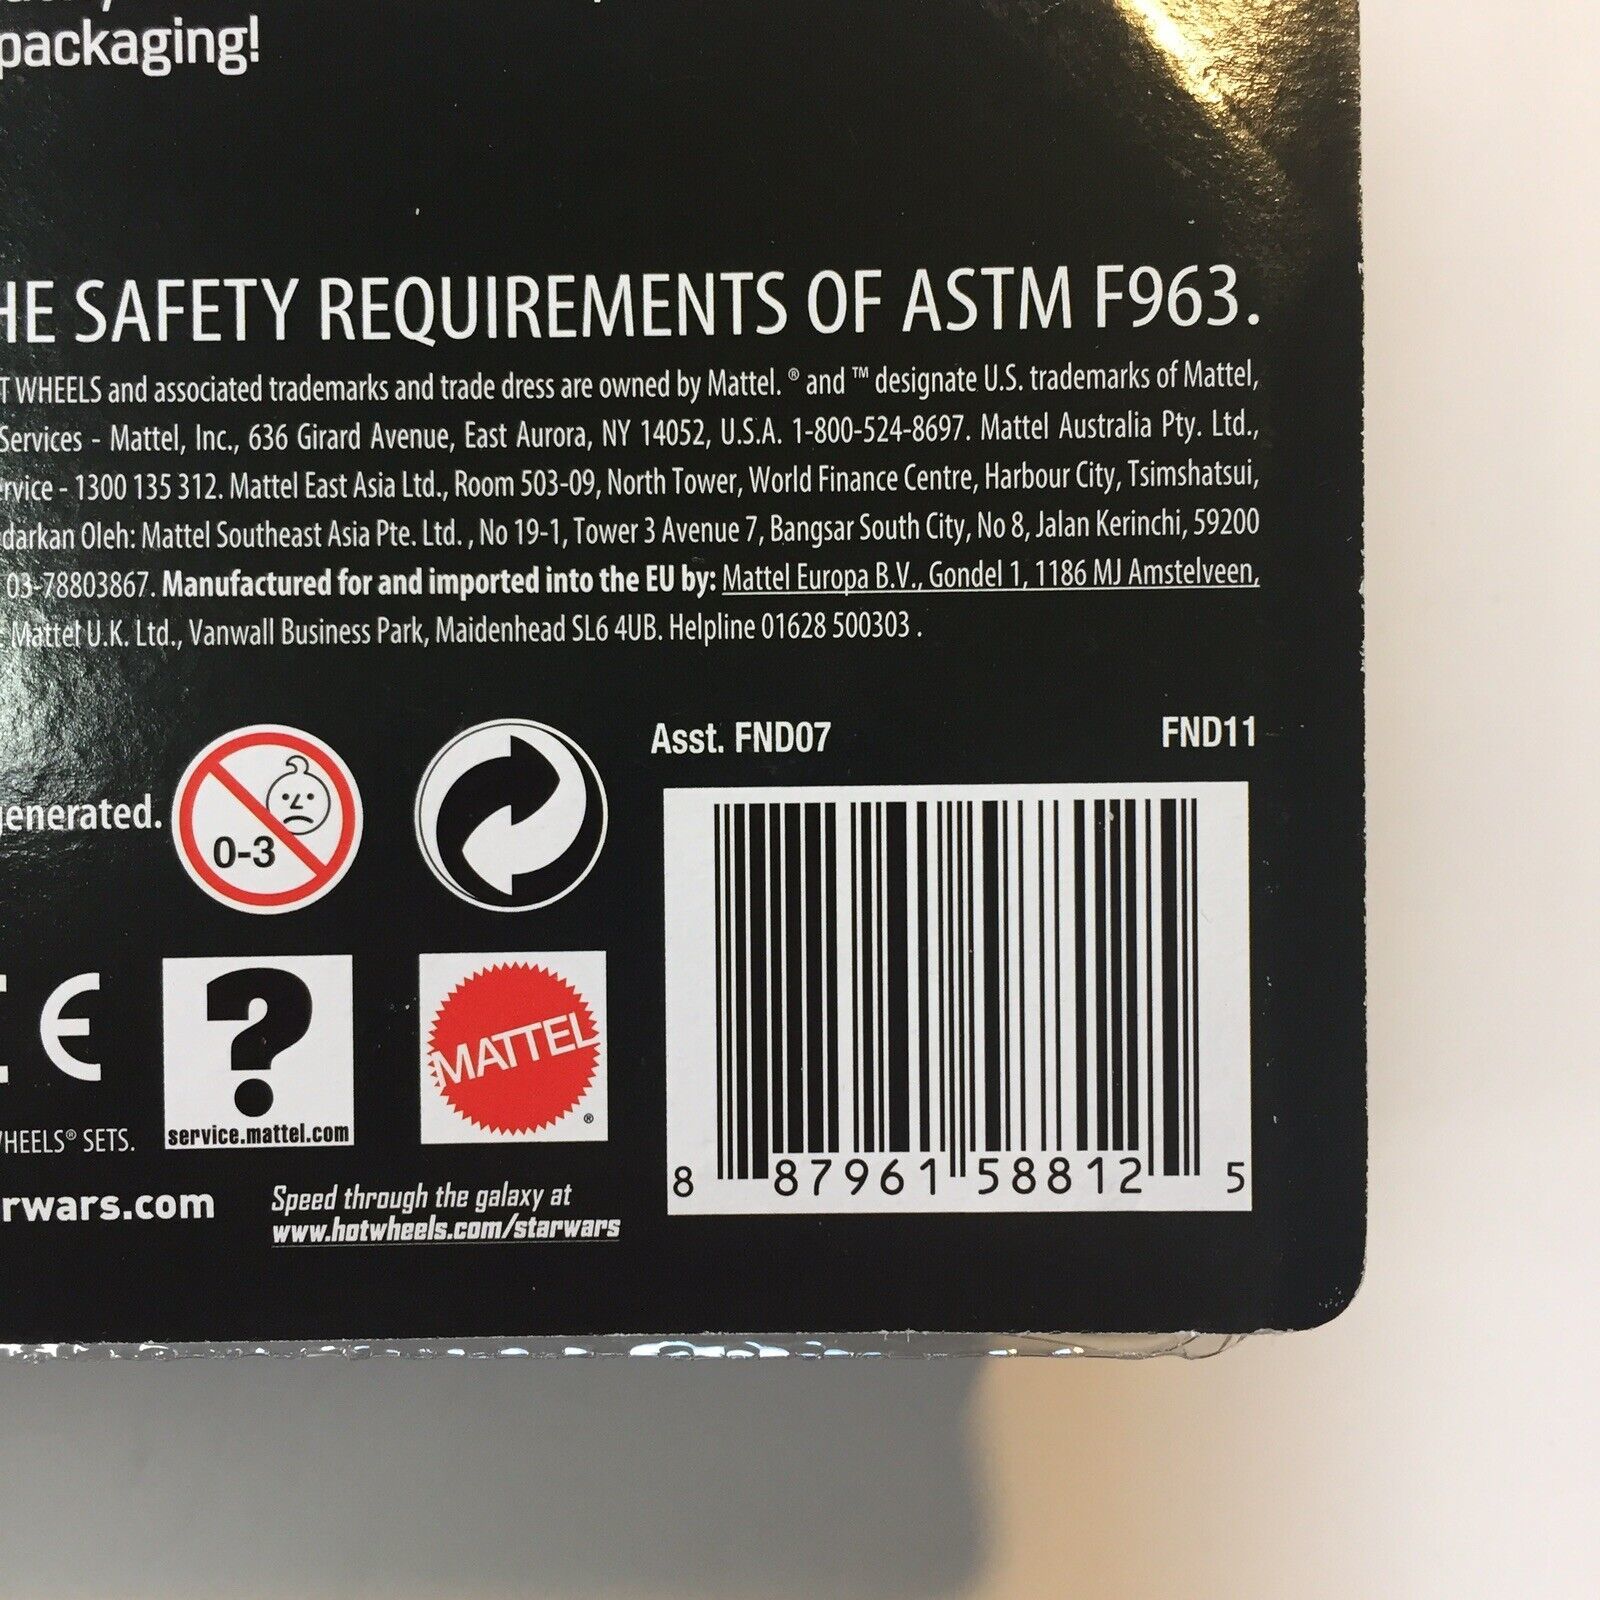 packaging!
HE SAFETY REQUIREMENTS OF ASTM F963.
T WHEELS and associated trademarks and trade dress are owned by Mattel. ® and ™ designate U.S. trademarks of Mattel,
Services - Mattel, Inc., 636 Girard Avenue, East Aurora, NY 14052, U.S.A. 1-800-524-8697. Mattel Australia Pty. Ltd.,
rvice - 1300 135 312. Mattel East Asia Ltd., Room 503-09, North Tower, World Finance Centre, Harbour City, Tsimshatsui,
darkan Oleh: Mattel Southeast Asia Pte. Ltd. , No 19-1, Tower 3 Avenue 7, Bangsar South City, No 8, Jalan Kerinchi, 59200
03-78803867. Manufactured for and imported into the EU by: Mattel Europa B.V., Gondel 1, 1186 MJ Amstelveen,
Mattel U.K. Ltd., Vanwall Business Park, Maidenhead SL6 4UB. Helpline 01628 500303 .
Asst. FND07 FND11
generated.
0-3
CE
?
service.mattel.com
MATTEL®
HEELS® SETS.
8 87961 58812 5
rwars.com
Speed through the galaxy at
www.hotwheels.com/starwars